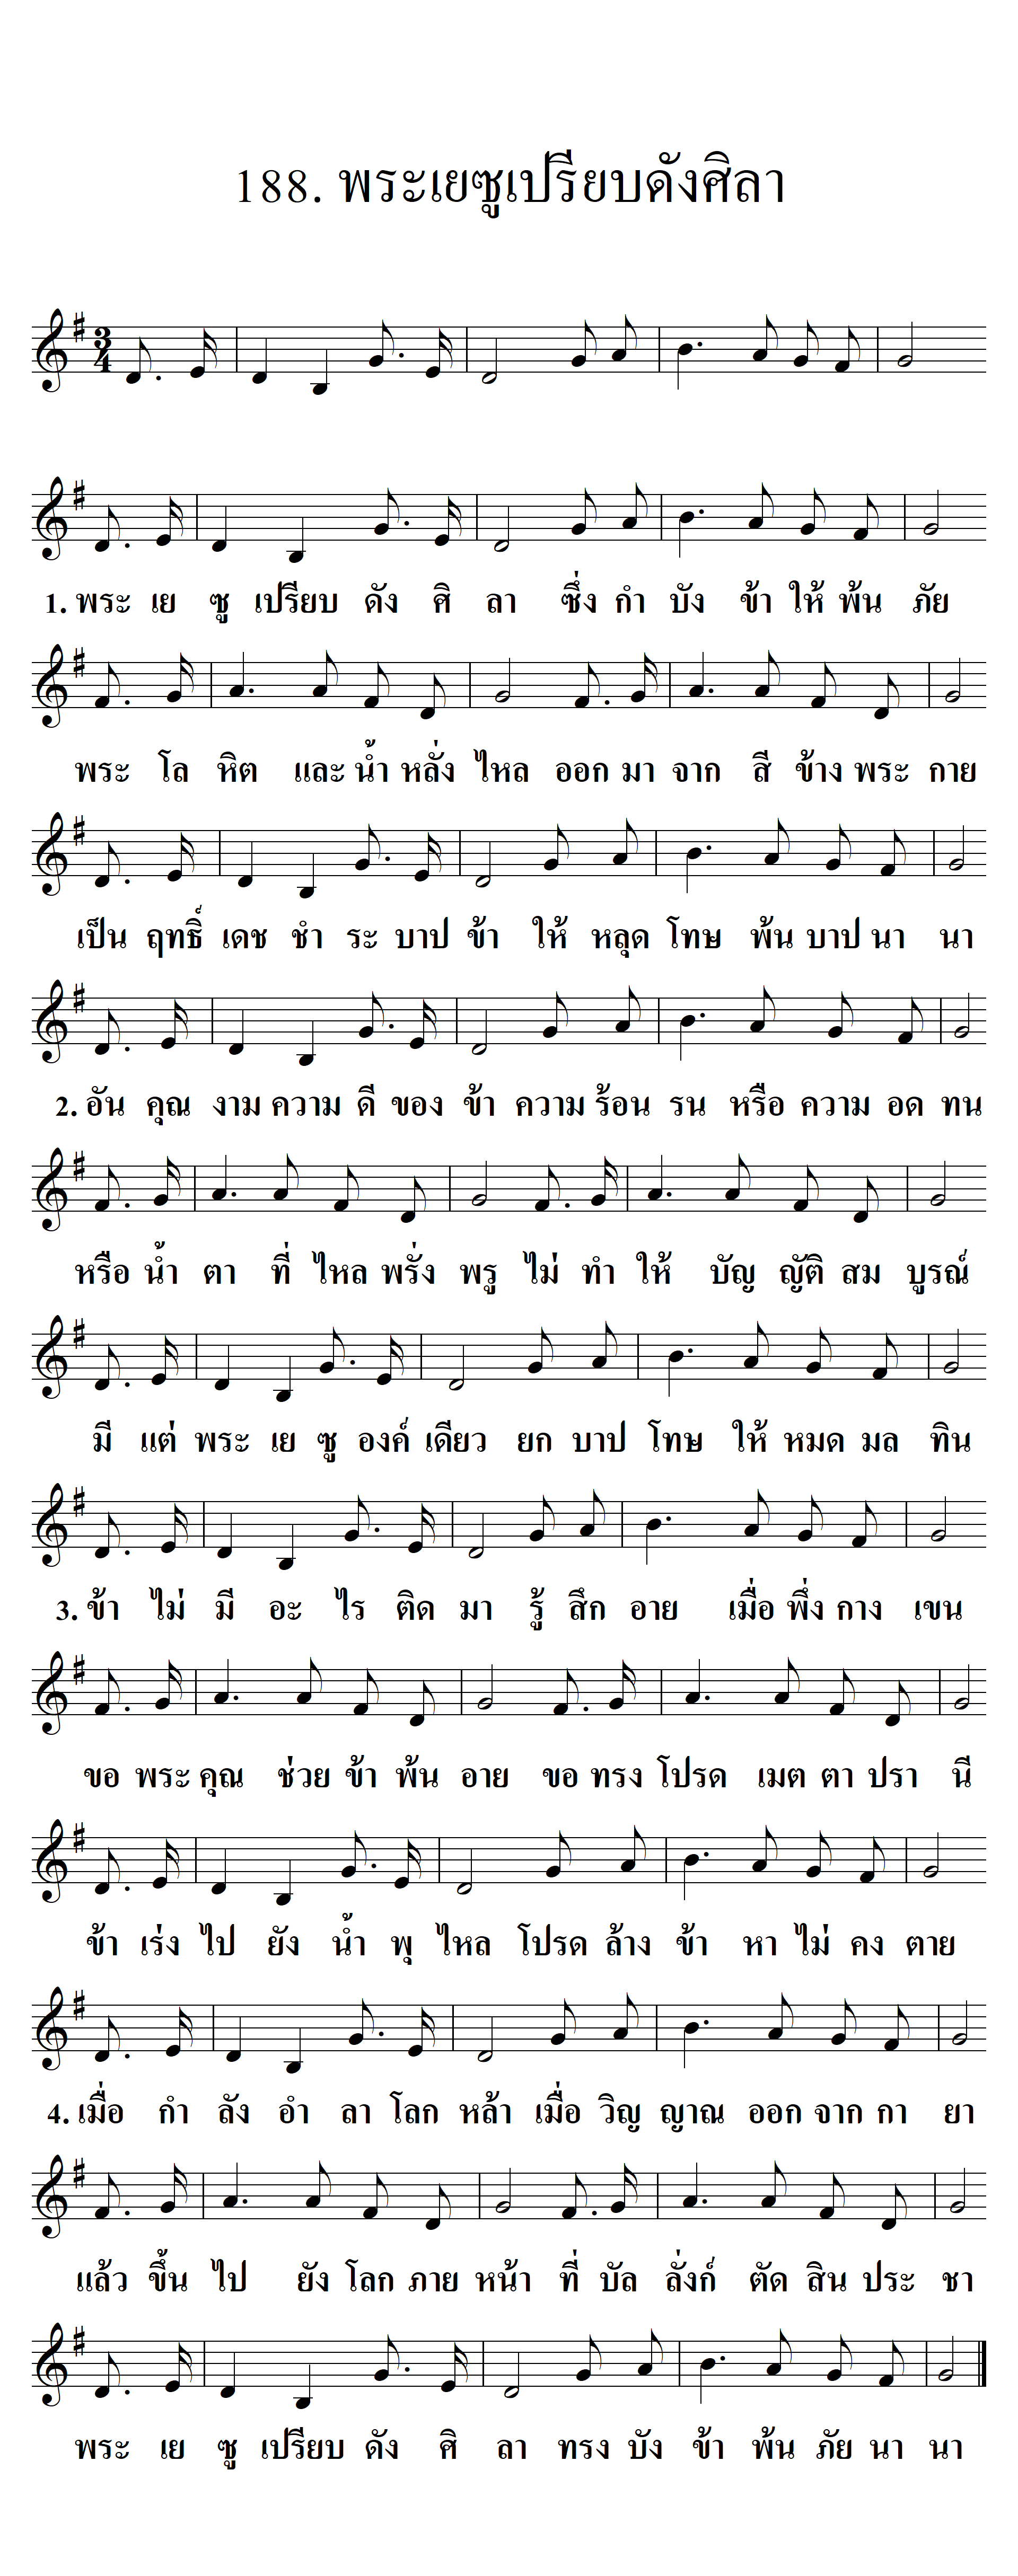 188. พระเยซูเปรียบดังศิลา
3
4
1. พระ เย ซู เปรียบ ดัง ศิ ลา ซึ่ง กำ บัง ข้า ให้ พ้น ภัย
พระ โล หิต และ น้ำ หลั่ง ไหล ออก มา จาก สี ข้าง พระ กาย
เป็น ฤทธิ์ เดช ชำ ระ บาป ข้า ให้ หลุด โทษ พ้น บาป นา นา
2. อัน คุณ งาม ความ ดี ของ ข้า ความ ร้อน รน หรือ ความ อด ทน
หรือ น้ำ ตา ที่ ไหล พรั่ง พรู ไม่ ทำ ให้ บัญ ญัติ สม บูรณ์
มี แต่ พระ เย ซู องค์ เดียว ยก บาป โทษ ให้ หมด มล ทิน
3. ข้า ไม่ มี อะ ไร ติด มา รู้ สึก อาย เมื่อ พึ่ง กาง เขน
ขอ พระ คุณ ช่วย ข้า พ้น อาย ขอ ทรง โปรด เมต ตา ปรา นี
ข้า เร่ง ไป ยัง น้ำ พุ ไหล โปรด ล้าง ข้า หา ไม่ คง ตาย
4. เมื่อ กำ ลัง อำ ลา โลก หล้า เมื่อ วิญ ญาณ ออก จาก กา ยา
แล้ว ขึ้น ไป ยัง โลก ภาย หน้า ที่ บัล ลั่งก์ ตัด สิน ประ ชา
พระ เย ซู เปรียบ ดัง ศิ ลา ทรง บัง ข้า พ้น ภัย นา นา